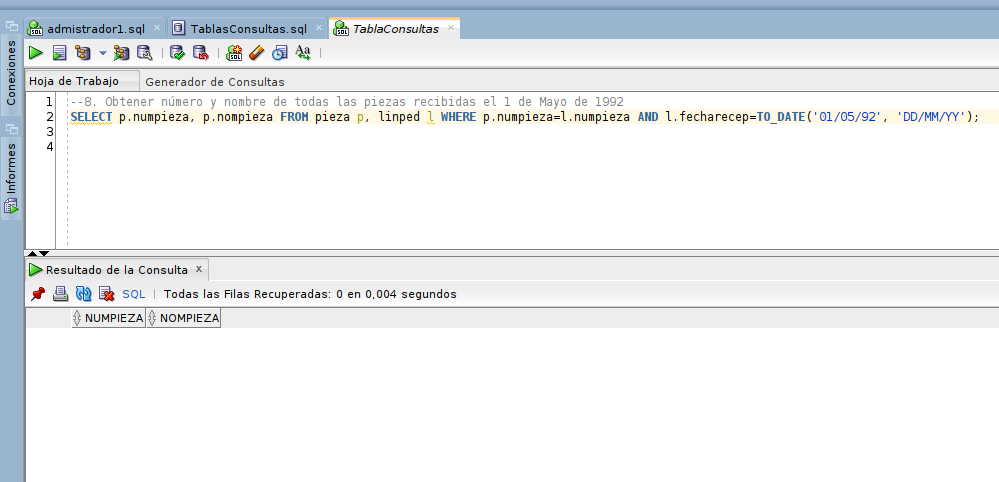 admistrador1.sql
TablasConsultas.sql
TablaConsultas
Conexiones
Informes
Hoja de Trabajo
Generador de Consultas
1 --8. Obtener número y nombre de todas las piezas recibidas el 1 de Mayo de 1992
2 SELECT p.numpieza, p.nompieza FROM pieza p, linped l WHERE p.numpieza=l.numpieza AND l.fecharecep=TO_DATE('01/05/92', 'DD/MM/YY');
3
4
Resultado de la Consulta x
SQL | Todas las Filas Recuperadas: 0 en 0,004 segundos
NUMPIEZA NOMPIEZA